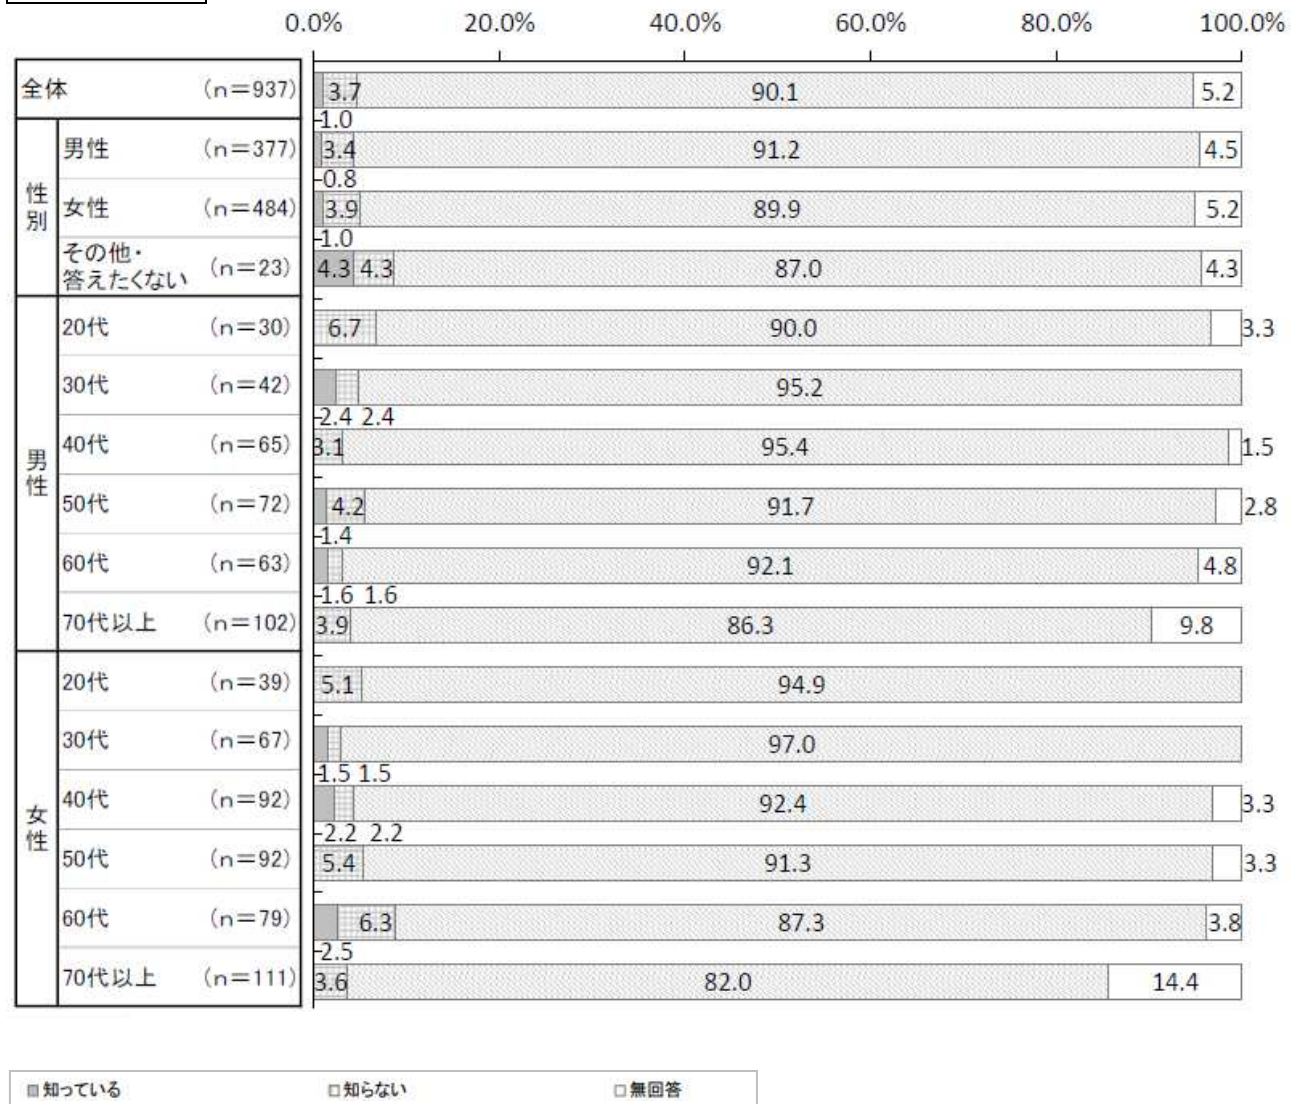 0.0% 20.0% 40.0% 60.0% 80.0% 100.0%
全体 (n=937) 3.7 90.1 5.2
1.0
性別
男性 (n=377) 3.4 91.2 4.5
0.8
女性 (n=484) 3.9 89.9 5.2
1.0
その他・
答えたくない (n=23) 4.3 4.3 87.0 4.3
男性
20代 (n=30) 6.7 90.0 3.3
30代 (n=42) 95.2
2.4 2.4
40代 (n=65) 3.1 95.4 1.5
50代 (n=72) 4.2 91.7 2.8
1.4
60代 (n=63) 92.1 4.8
1.6 1.6
70代以上 (n=102) 3.9 86.3 9.8
女性
20代 (n=39) 5.1 94.9
30代 (n=67) 97.0
1.5 1.5
40代 (n=92) 92.4 3.3
2.2 2.2
50代 (n=92) 5.4 91.3 3.3
60代 (n=79) 6.3 87.3 3.8
2.5
70代以上 (n=111) 3.6 82.0 14.4
知っている 知らない 無回答